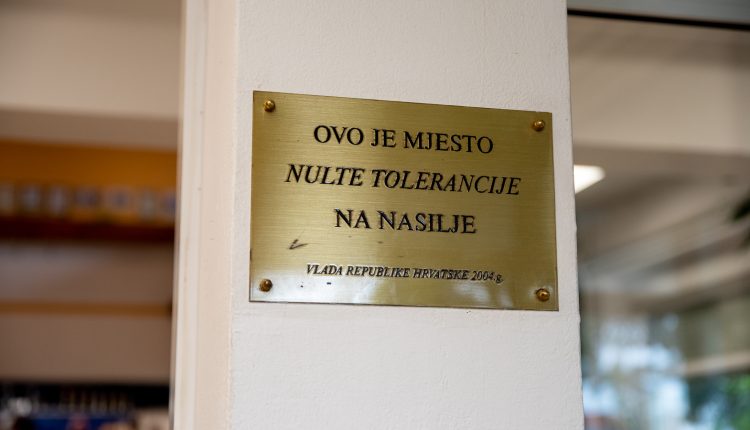 OVO JE MJESTO
NULTE TOLERANCIJE
NA NASILJE
VLADA REPUBLIKE HRVATSKE 2004.g.